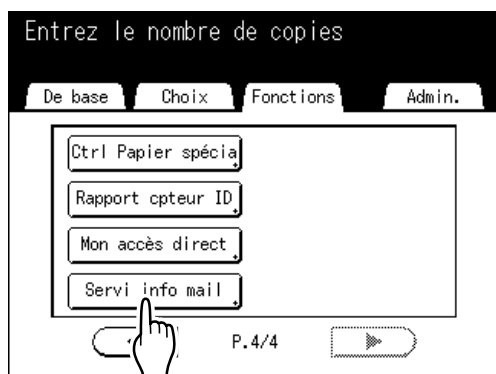 Entrez le nombre de copies
De base Choix Fonctions Admin.
Ctrl Papier spécia
Rapport cpteur ID
Mon accès direct
Servi info mail
P.4/4